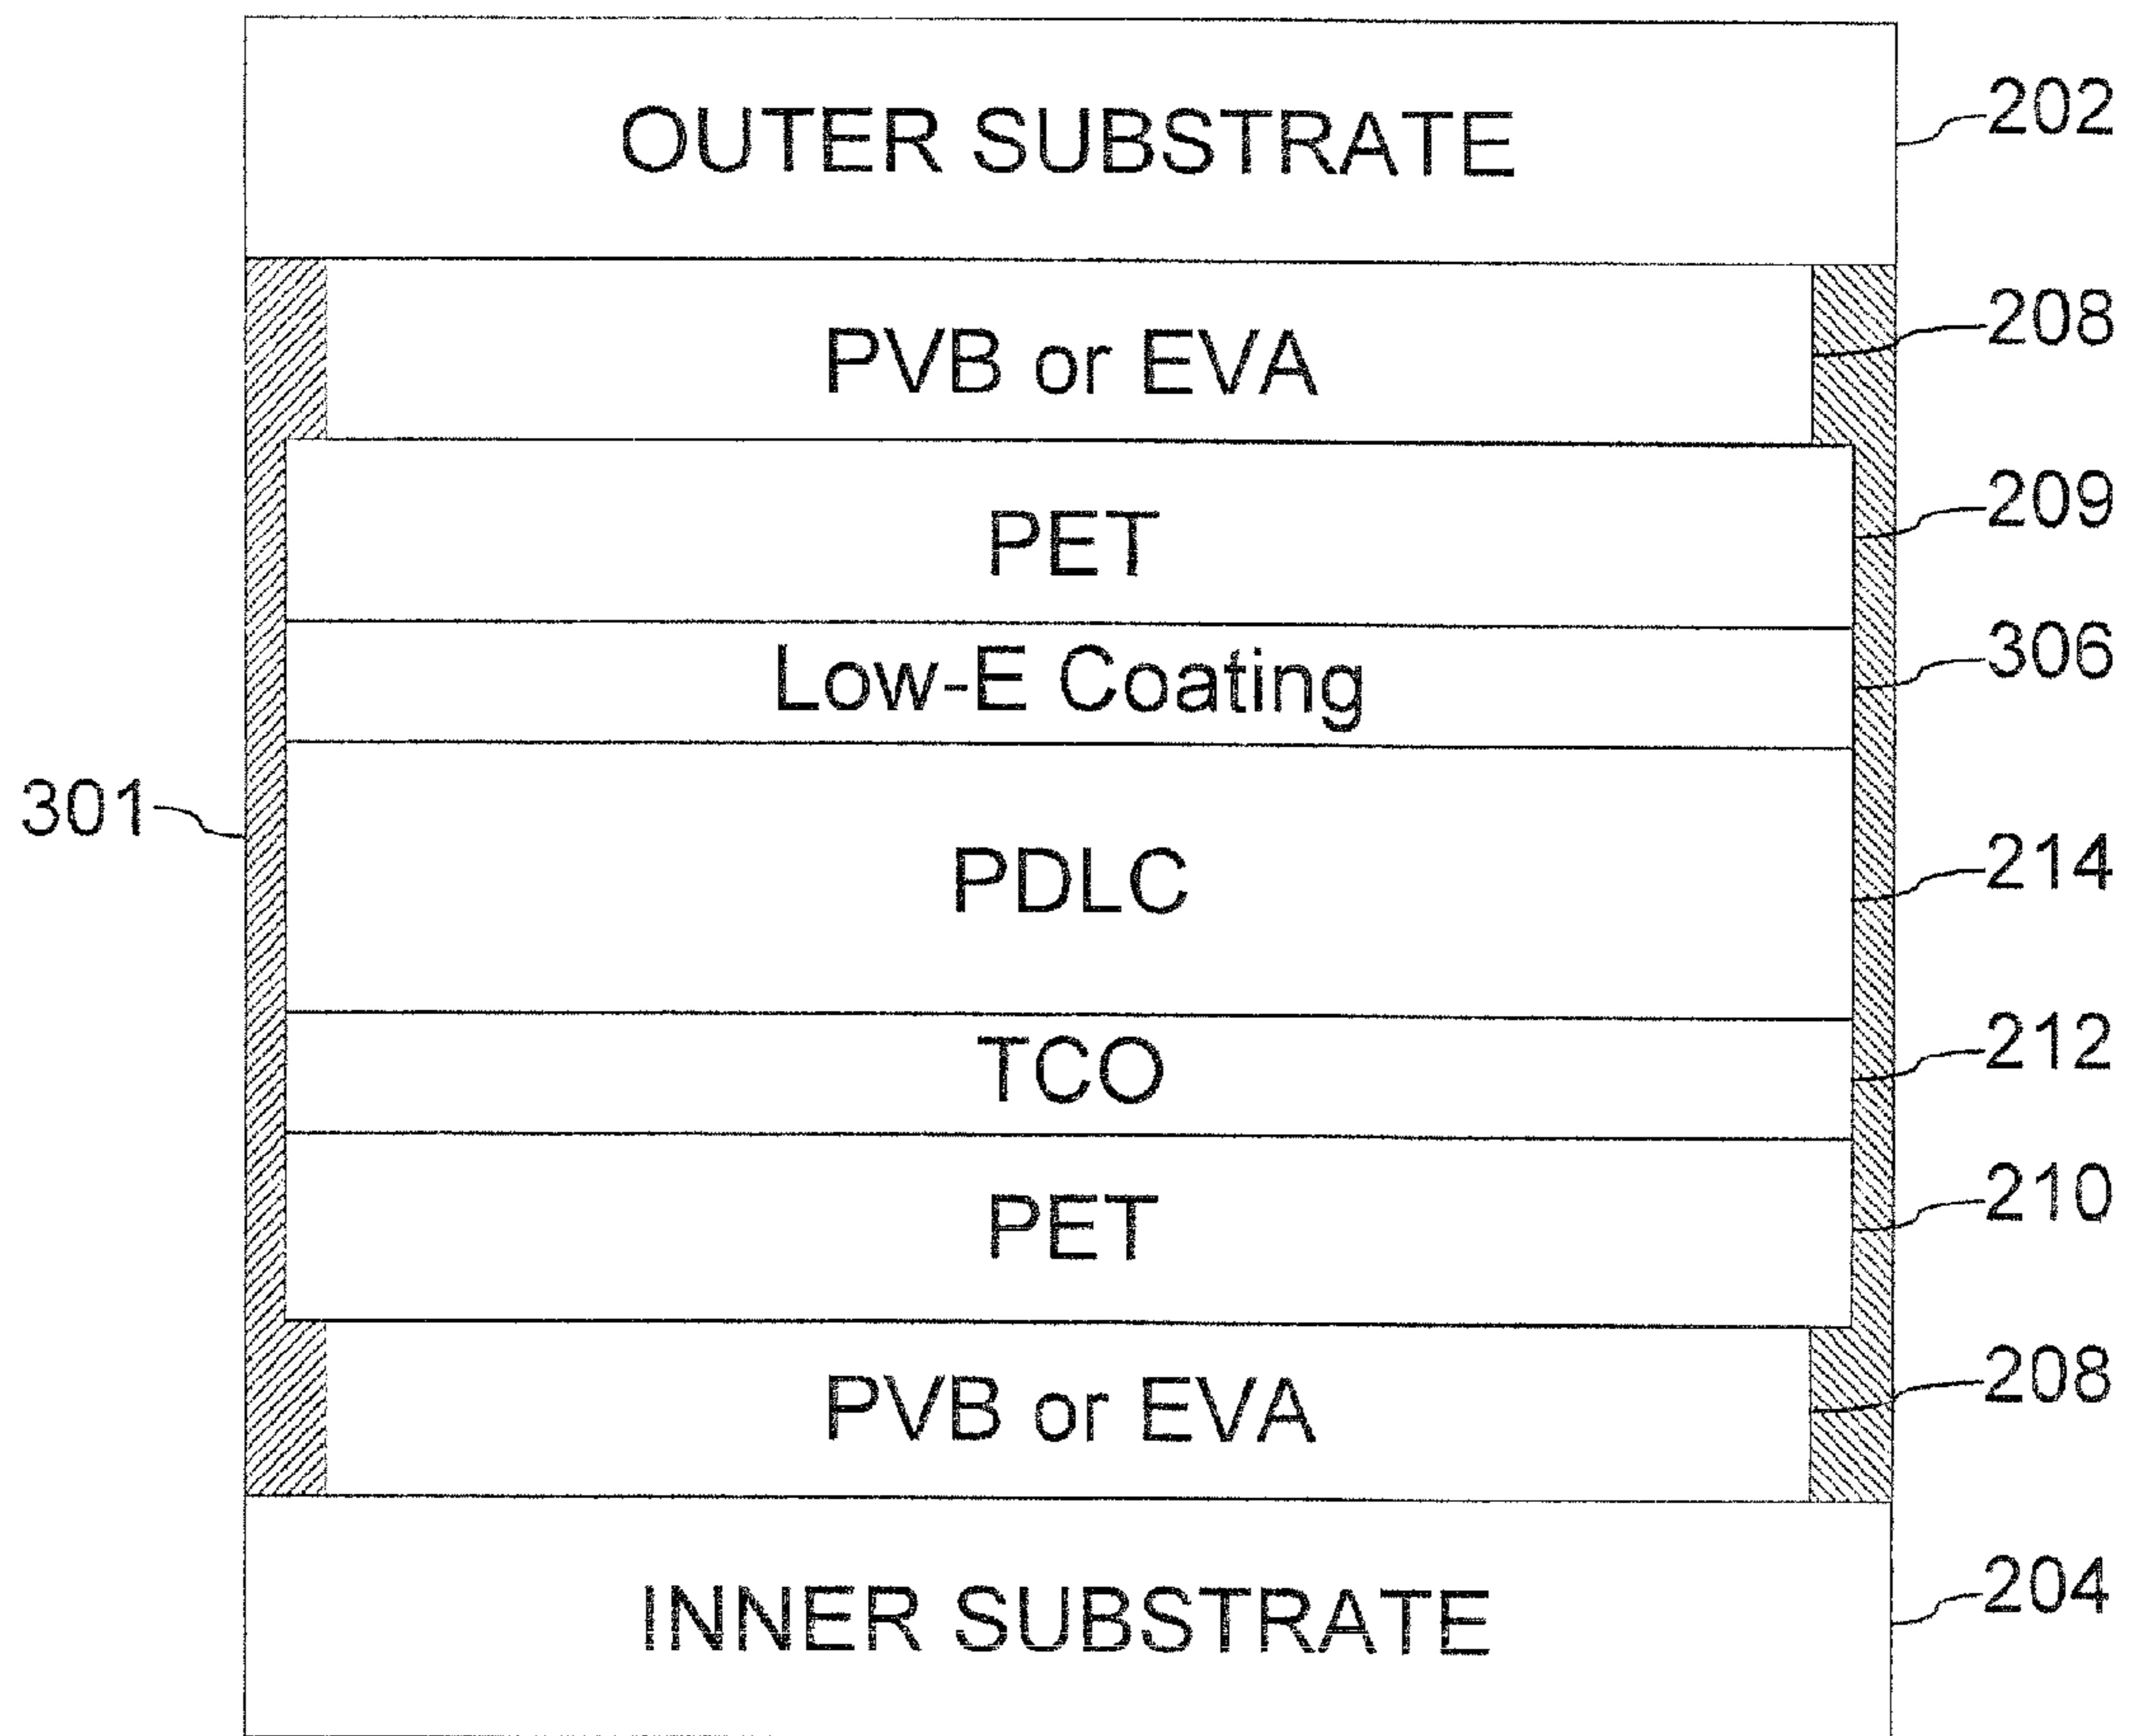 OUTER SUBSTRATE
202
PVB or EVA
208
PET
209
Low-E Coating
306
301
PDLC
214
TCO
212
PET
210
PVB or EVA
208
INNER SUBSTRATE
204